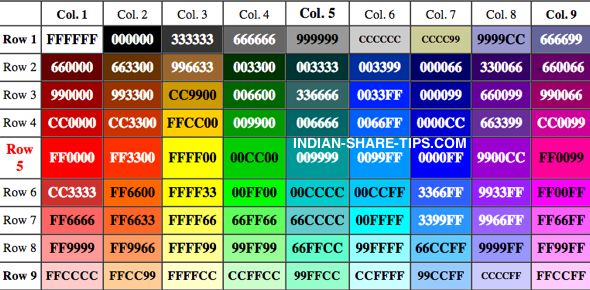 Col. 1 Col. 2 Col. 3 Col. 4 Col. 5 Col. 6 Col. 7 Col. 8 Col. 9
Row 1 FFFFFF 000000 333333 666666 999999 CCCCCC CCCC99 9999CC 666699
Row 2 660000 663300 996633 003300 003333 003399 000066 330066 660066
Row 3 990000 993300 CC9900 006600 336666 0033FF 000099 660099 990066
Row 4 CC0000 CC3300 FFCC00 009900 006666 0066FF 0000CC 663399 CC0099
INDIAN-SHARE-TIPS.COM
Row 5 FF0000 FF3300 FFFF00 00CC00 009999 0099FF 0000FF 9900CC FF0099
Row 6 CC3333 FF6600 FFFF33 00FF00 00CCCC 00CCFF 3366FF 9933FF FF00FF
Row 7 FF6666 FF6633 FFFF66 66FF66 66CCCC 00FFFF 3399FF 9966FF FF66FF
Row 8 FF9999 FF9966 FFFF99 99FF99 66FFCC 99FFFF 66CCFF 9999FF FF99FF
Row 9 FFCCCC FFCC99 FFFFCC CCFFCC 99FFCC CCFFFF 99CCFF CCCCFF FFCCFF